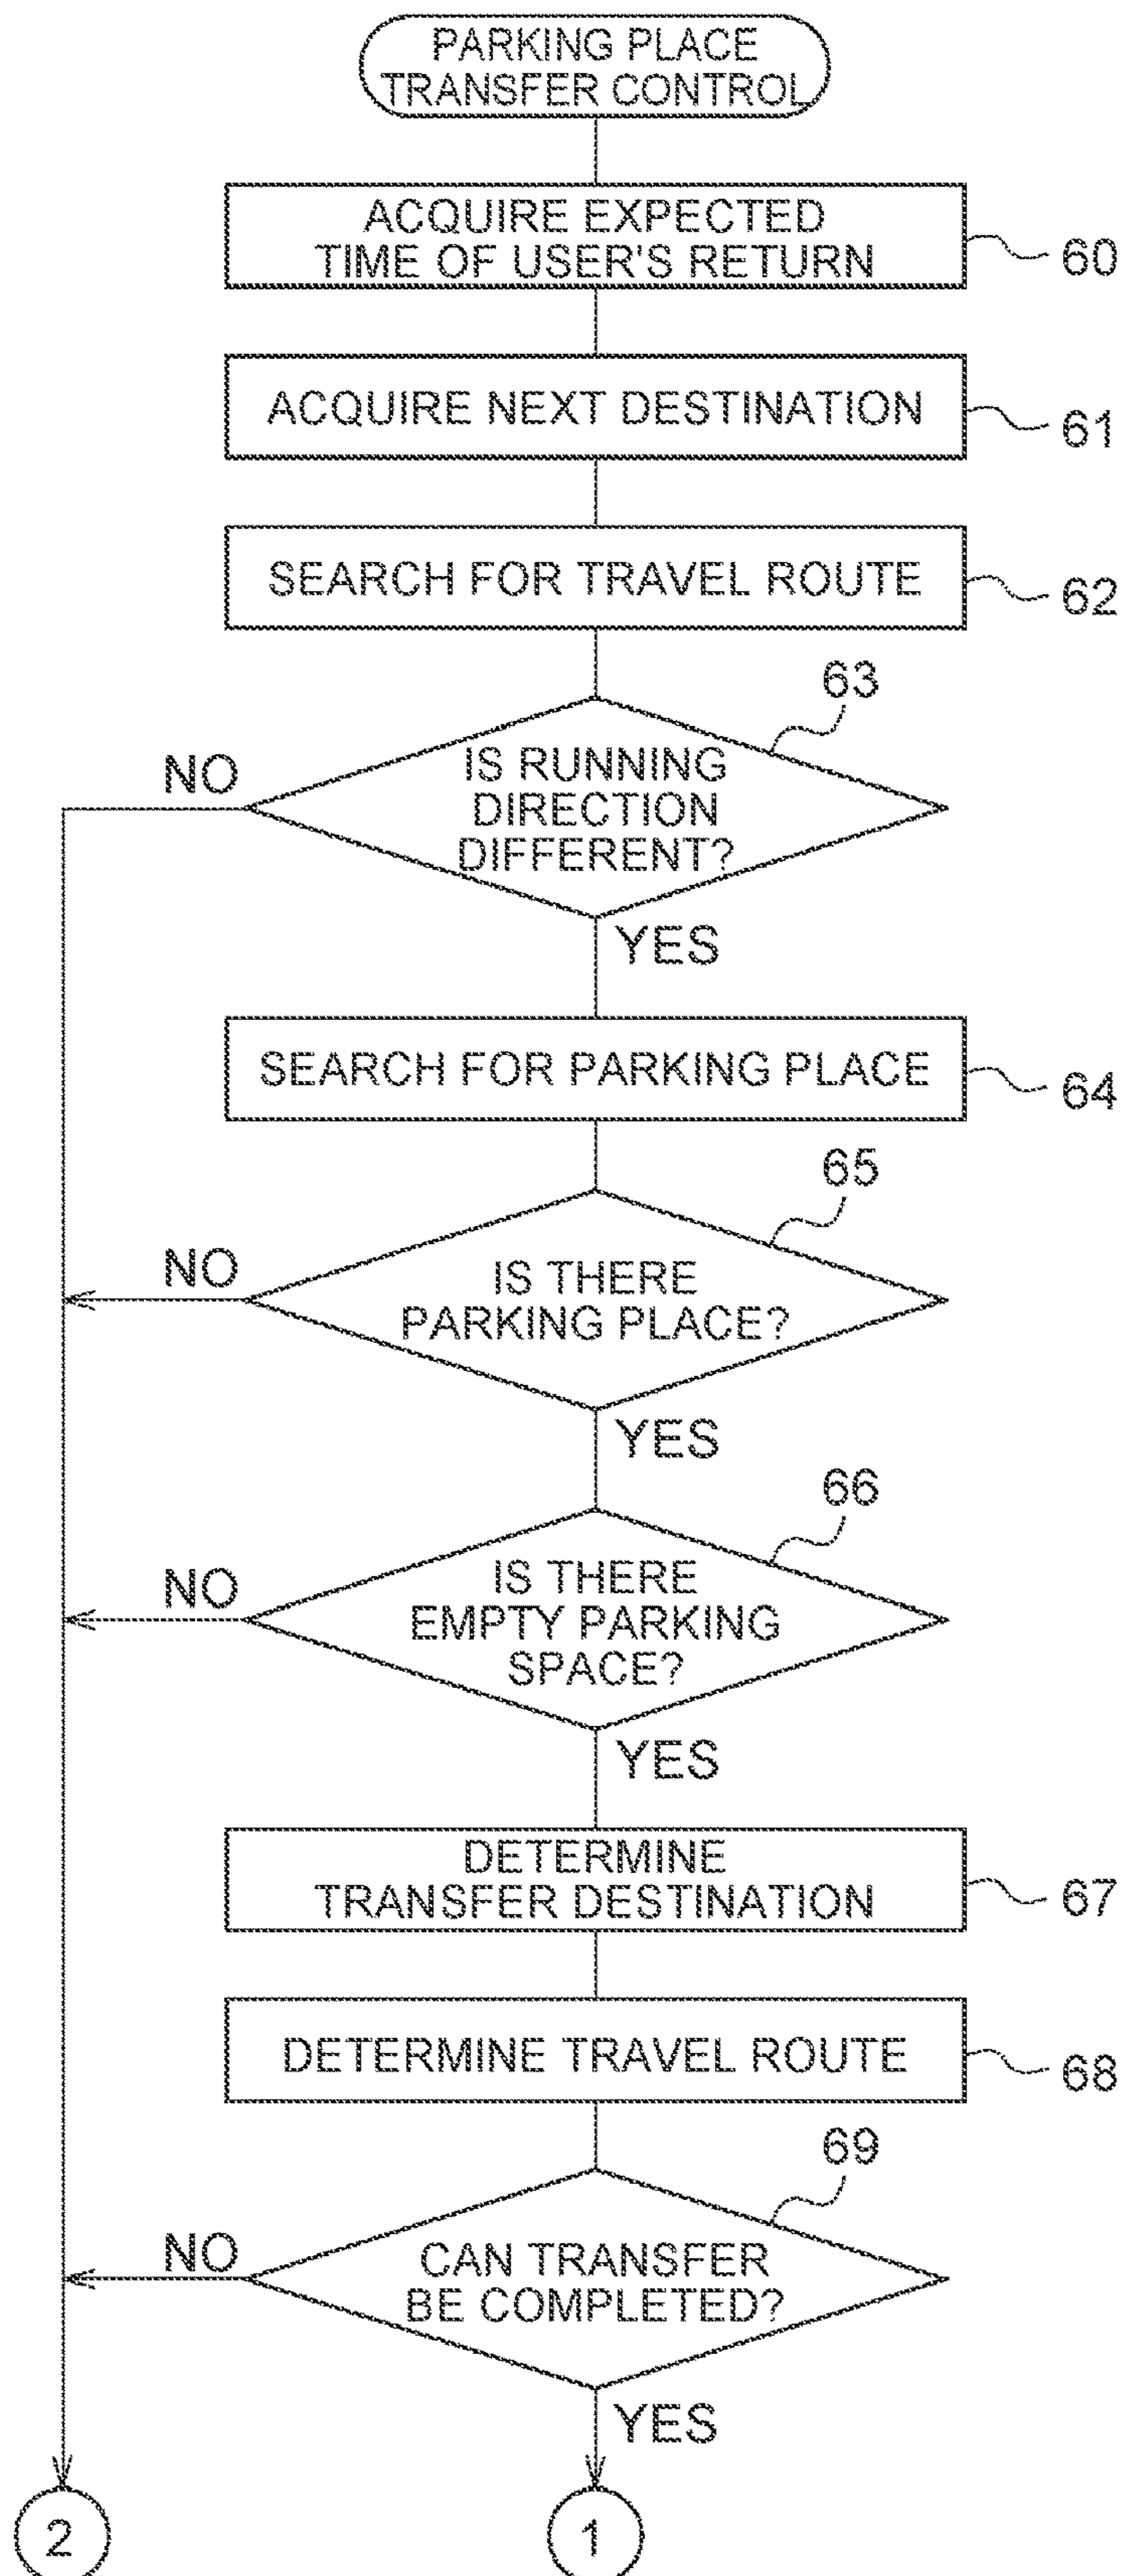 PARKING PLACE
TRANSFER CONTROL
ACQUIRE EXPECTED
TIME OF USER'S RETURN
60
ACQUIRE NEXT DESTINATION
61
SEARCH FOR TRAVEL ROUTE
62
63
NO
IS RUNNING
DIRECTION
DIFFERENT?
YES
SEARCH FOR PARKING PLACE
64
65
NO
IS THERE
PARKING PLACE?
YES
66
NO
IS THERE
EMPTY PARKING
SPACE?
YES
DETERMINE
TRANSFER DESTINATION
67
DETERMINE TRAVEL ROUTE
68
69
NO
CAN TRANSFER
BE COMPLETED?
YES
2
1